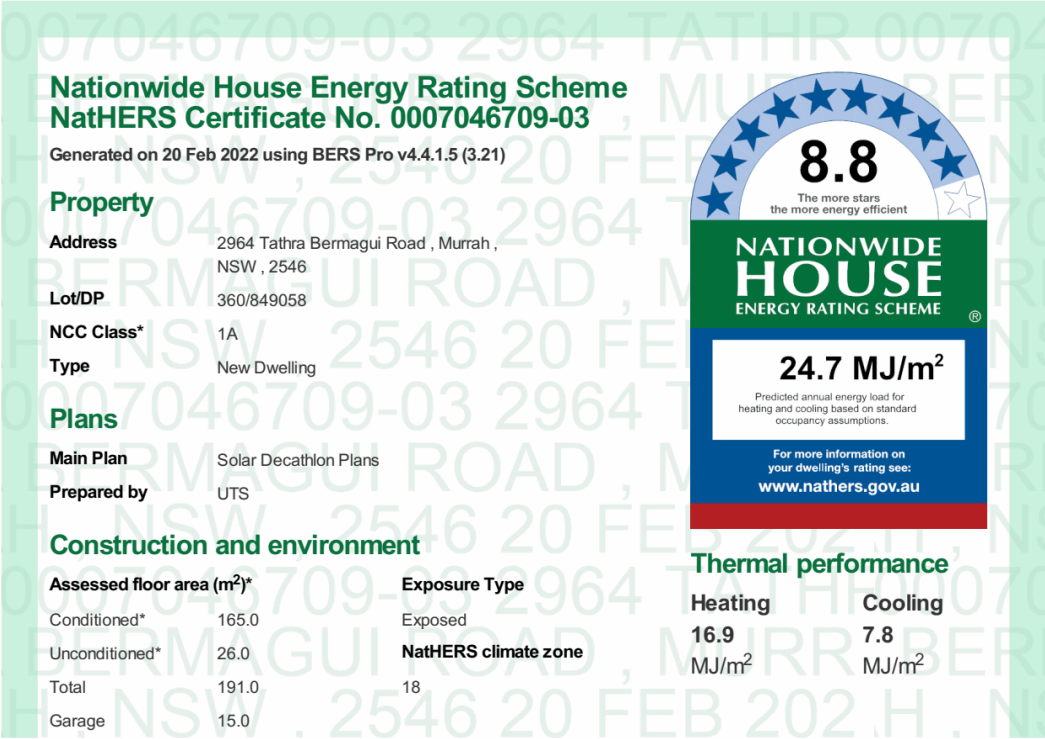 Nationwide House Energy Rating Scheme
NatHERS Certificate No. 0007046709-03
Generated on 20 Feb 2022 using BERS Pro v4.4.1.5 (3.21)
Property
Address 2964 Tathra Bermagui Road , Murrah ,
NSW , 2546
Lot/DP 360/849058
NCC Class* 1A
Type New Dwelling
Plans
Main Plan Solar Decathlon Plans
Prepared by UTS
Construction and environment
Assessed floor area (m2)* Exposure Type
Conditioned* 165.0 Exposed
Unconditioned* 26.0 NatHERS climate zone
Total 191.0 18
Garage 15.0
8.8
The more stars
the more energy efficient
NATIONWIDE
HOUSE
ENERGY RATING SCHEME ®
24.7 MJ/m2
Predicted annual energy load for
heating and cooling based on standard
occupancy assumptions.
For more information on
your dwelling's rating see:
www.nathers.gov.au
Thermal performance
Heating Cooling
16.9 7.8
MJ/m2 MJ/m2